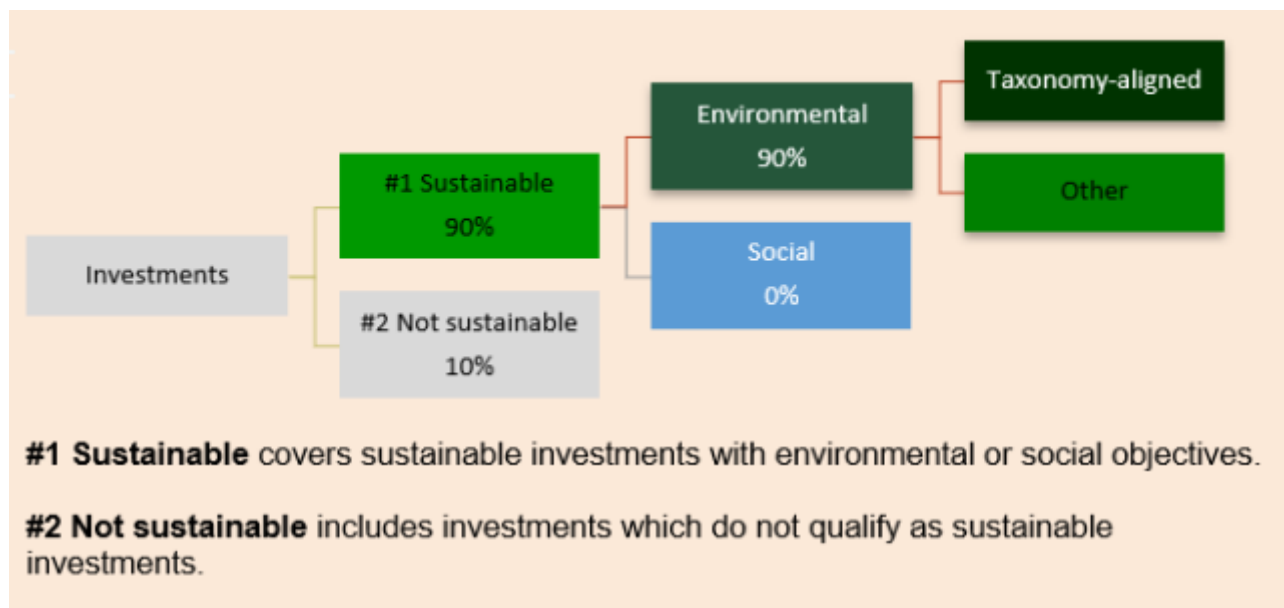 Investments
#1 Sustainable
90%
#2 Not sustainable
10%
Environmental
90%
Social
0%
Taxonomy-aligned
Other
#1 Sustainable covers sustainable investments with environmental or social objectives.
#2 Not sustainable includes investments which do not qualify as sustainable
investments.